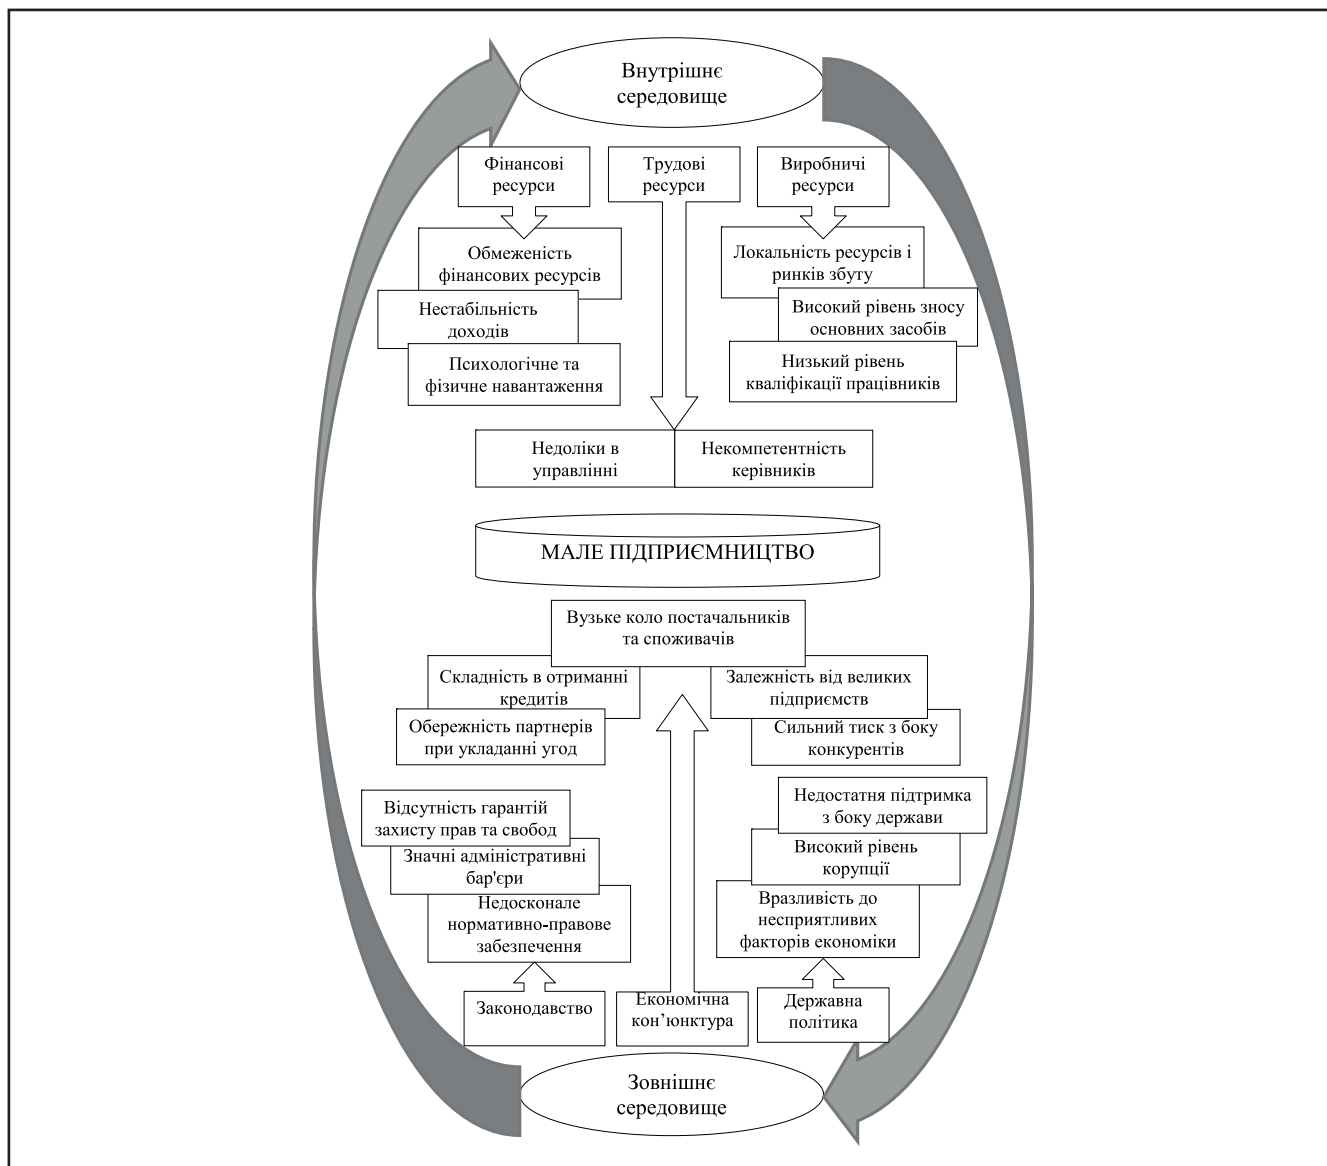 Внутрішнє
середовище
Фінансові
ресурси
Трудові
ресурси
Виробничі
ресурси
Обмеженість
фінансових ресурсів
Нестабільність
доходів
Психологічне та
фізичне навантаження
Локальність ресурсів і
ринків збуту
Високий рівень зносу
основних засобів
Низький рівень
кваліфікації працівників
Недоліки в
управлінні
Некомпетентність
керівників
МАЛЕ ПІДПРИЄМНИЦТВО
Вузьке коло постачальників
та споживачів
Складність в отриманні
кредитів
Обережність партнерів
при укладанні угод
Залежність від великих
підприємств
Сильний тиск з боку
конкурентів
Відсутність гарантій
захисту прав та свобод
Значні адміністративні
бар'єри
Недосконале
нормативно-правове
забезпечення
Недостатня підтримка
з боку держави
Високий рівень
корупції
Вразливість до
несприятливих
факторів економіки
Законодавство
Економічна
кон’юнктура
Державна
політика
Зовнішнє
середовище